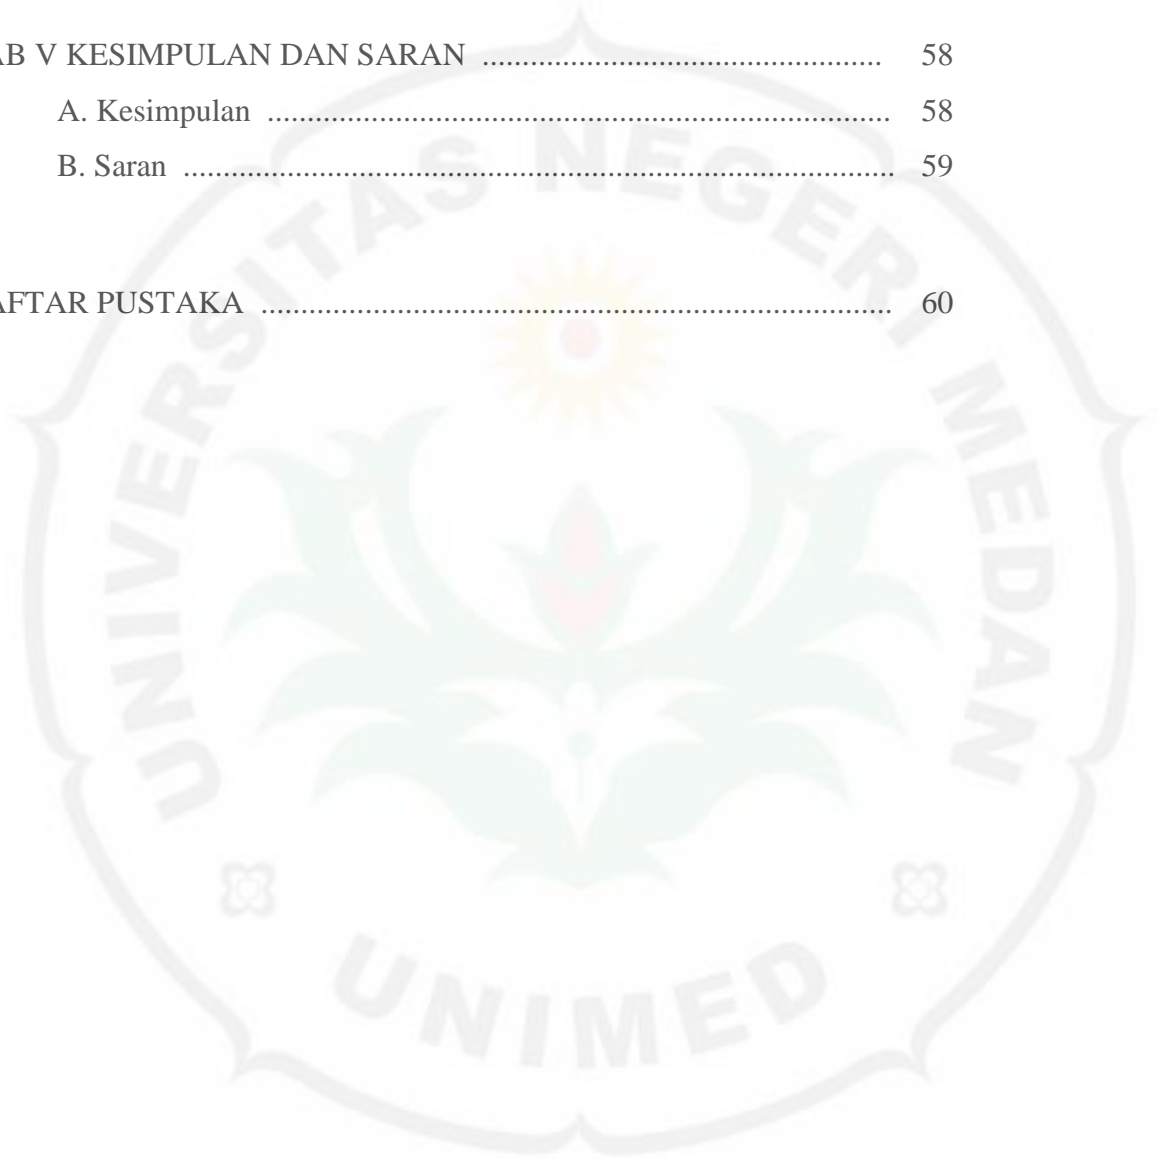 AB V KESIMPULAN DAN SARAN .................................................. 58
A. Kesimpulan .............................................................................. 58
B. Saran ......................................................................................... 59
AFTAR PUSTAKA ............................................................................... 60
UNIVERSITAS NEGERI MEDAN
UNIMED